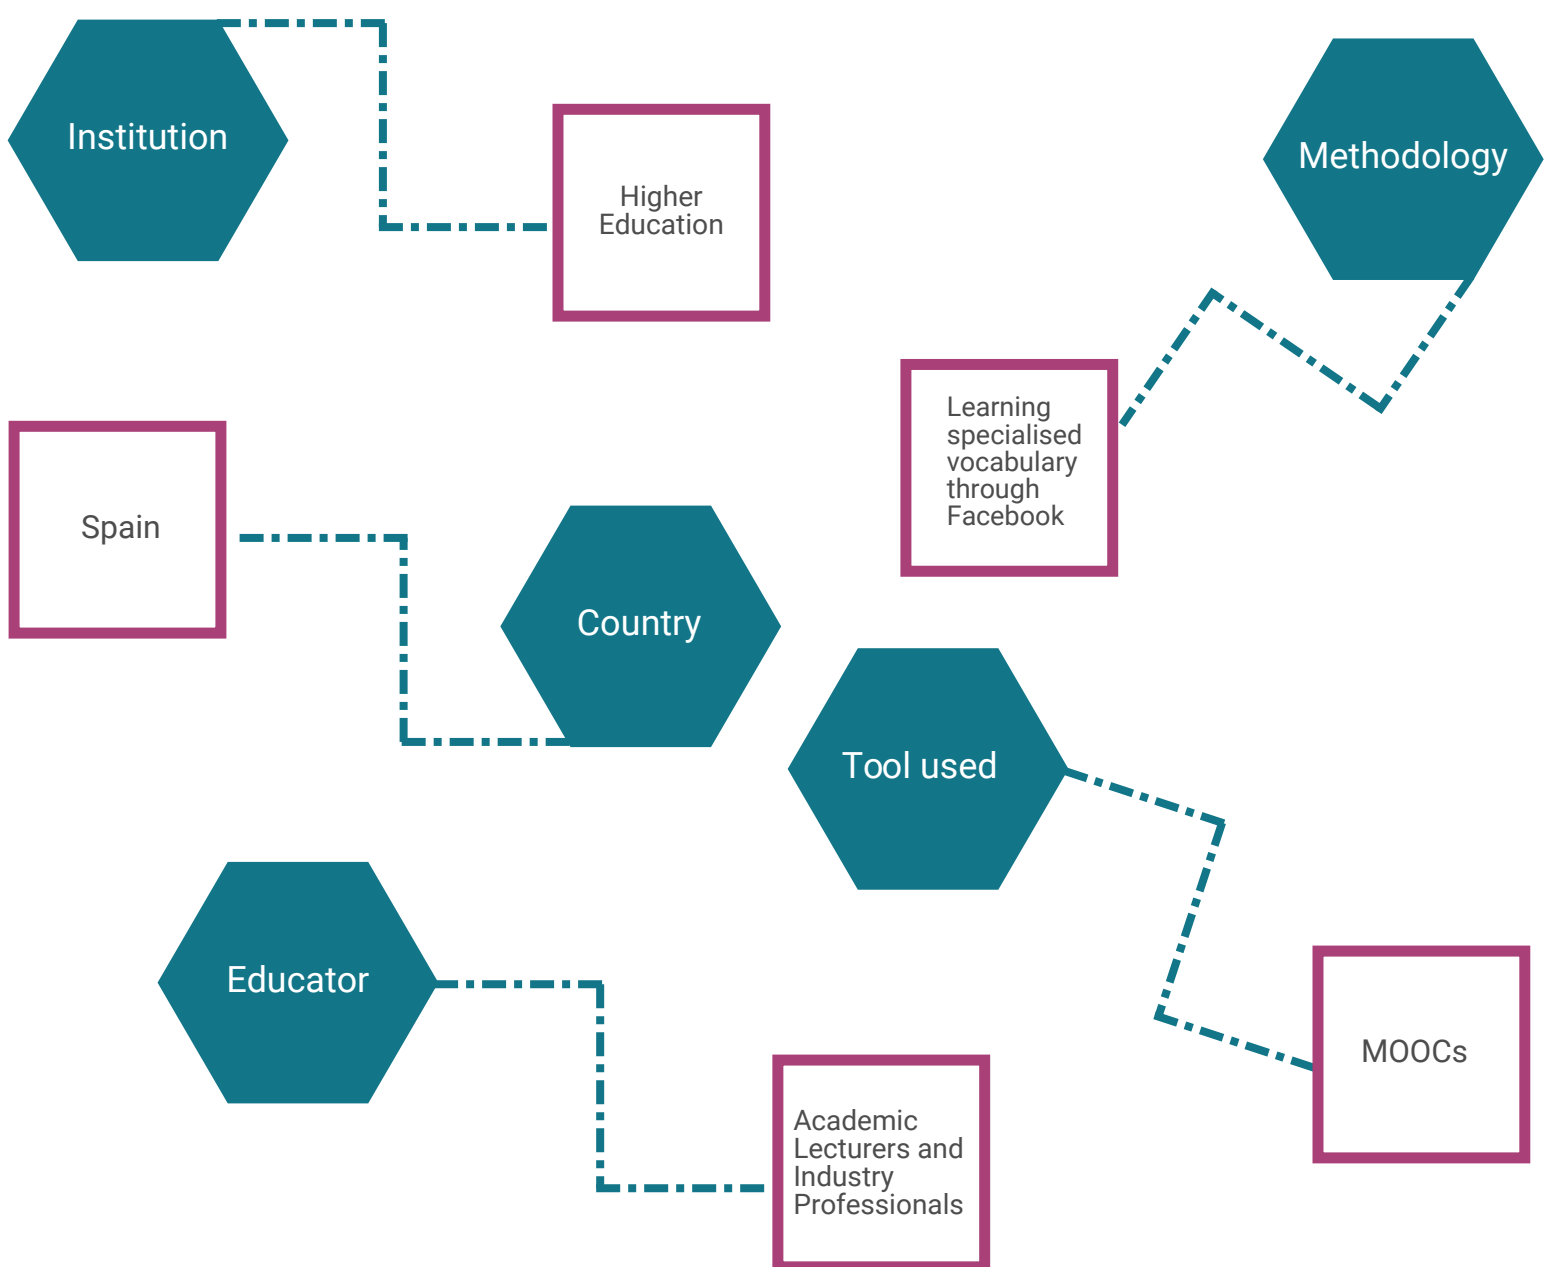 Institution
Higher
Education
Methodology
Learning
specialised
vocabulary
through
Facebook
Spain
Country
Tool used
Educator
MOOCs
Academic
Lecturers and
Industry
Professionals